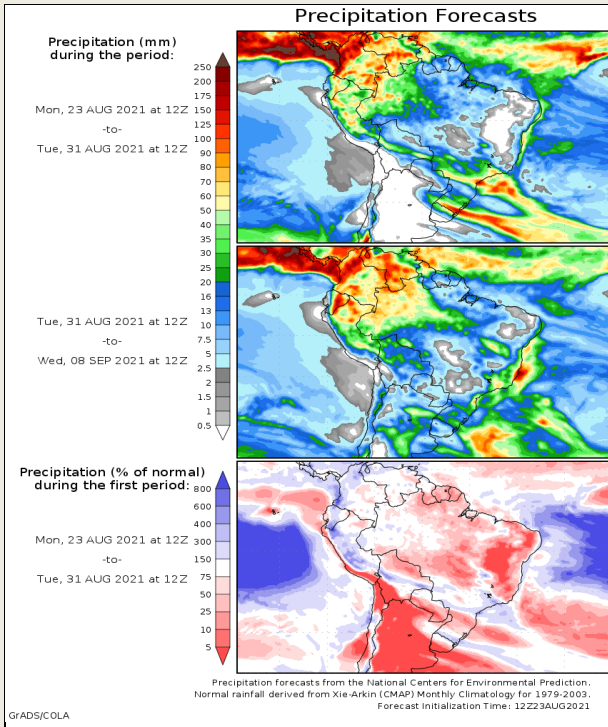 Precipitation Forecasts
Precipitation (mm)
during the period:
Mon, 23 AUG 2021 at 12Z
-to-
Tue, 31 AUG 2021 at 12Z
250
200
175
150
125
100
90
80
70
60
50
40
35
30
25
20
16
13
10
7.5
5
2.5
2
1.5
1
0.5
Tue, 31 AUG 2021 at 12Z
-to-
Wed, 08 SEP 2021 at 12Z
Precipitation (% of normal)
during the first period:
Mon, 23 AUG 2021 at 12Z
-to-
Tue, 31 AUG 2021 at 12Z
800
600
400
300
150
75
50
25
10
5
Precipitation forecasts from the National Centers for Environmental Prediction.
Normal rainfall derived from Xie-Arkin (CMAP) Monthly Climatology for 1979-2003.
Forecast Initialization Time: 12Z23AUG2021
GrADS/COLA